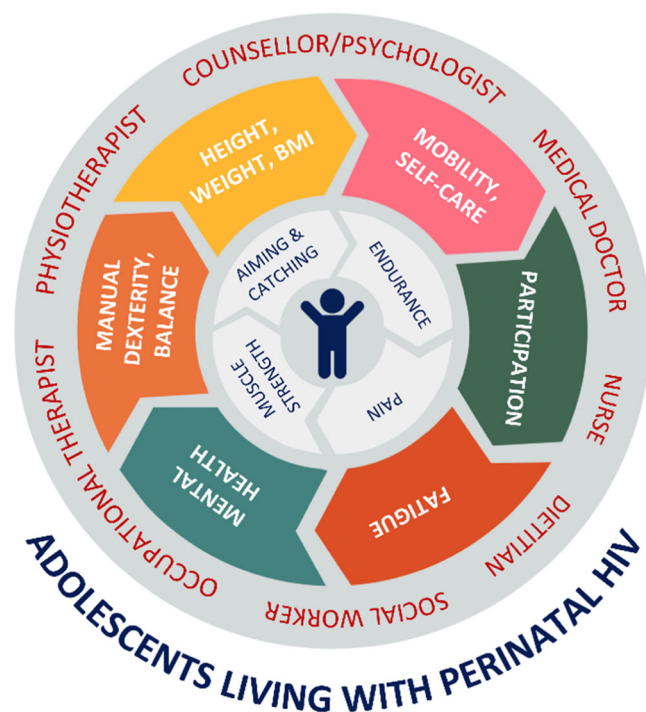 COUNSELLOR/PSYCHOLOGIST
MEDICAL DOCTOR
NURSE
DIETITIAN
SOCIAL WORKER
OCCUPATIONAL THERAPIST
PHYSIOTHERAPIST
HEIGHT,
WEIGHT, BMI
MOBILITY,
SELF-CARE
PARTICIPATION
FATIGUE
MENTAL
HEALTH
MANUAL
DEXTERITY,
BALANCE
AIMING &
CATCHING
ENDURANCE
PAIN
MUSCLE
STRENGTH
ADOLESCENTS LIVING WITH PERINATAL HIV